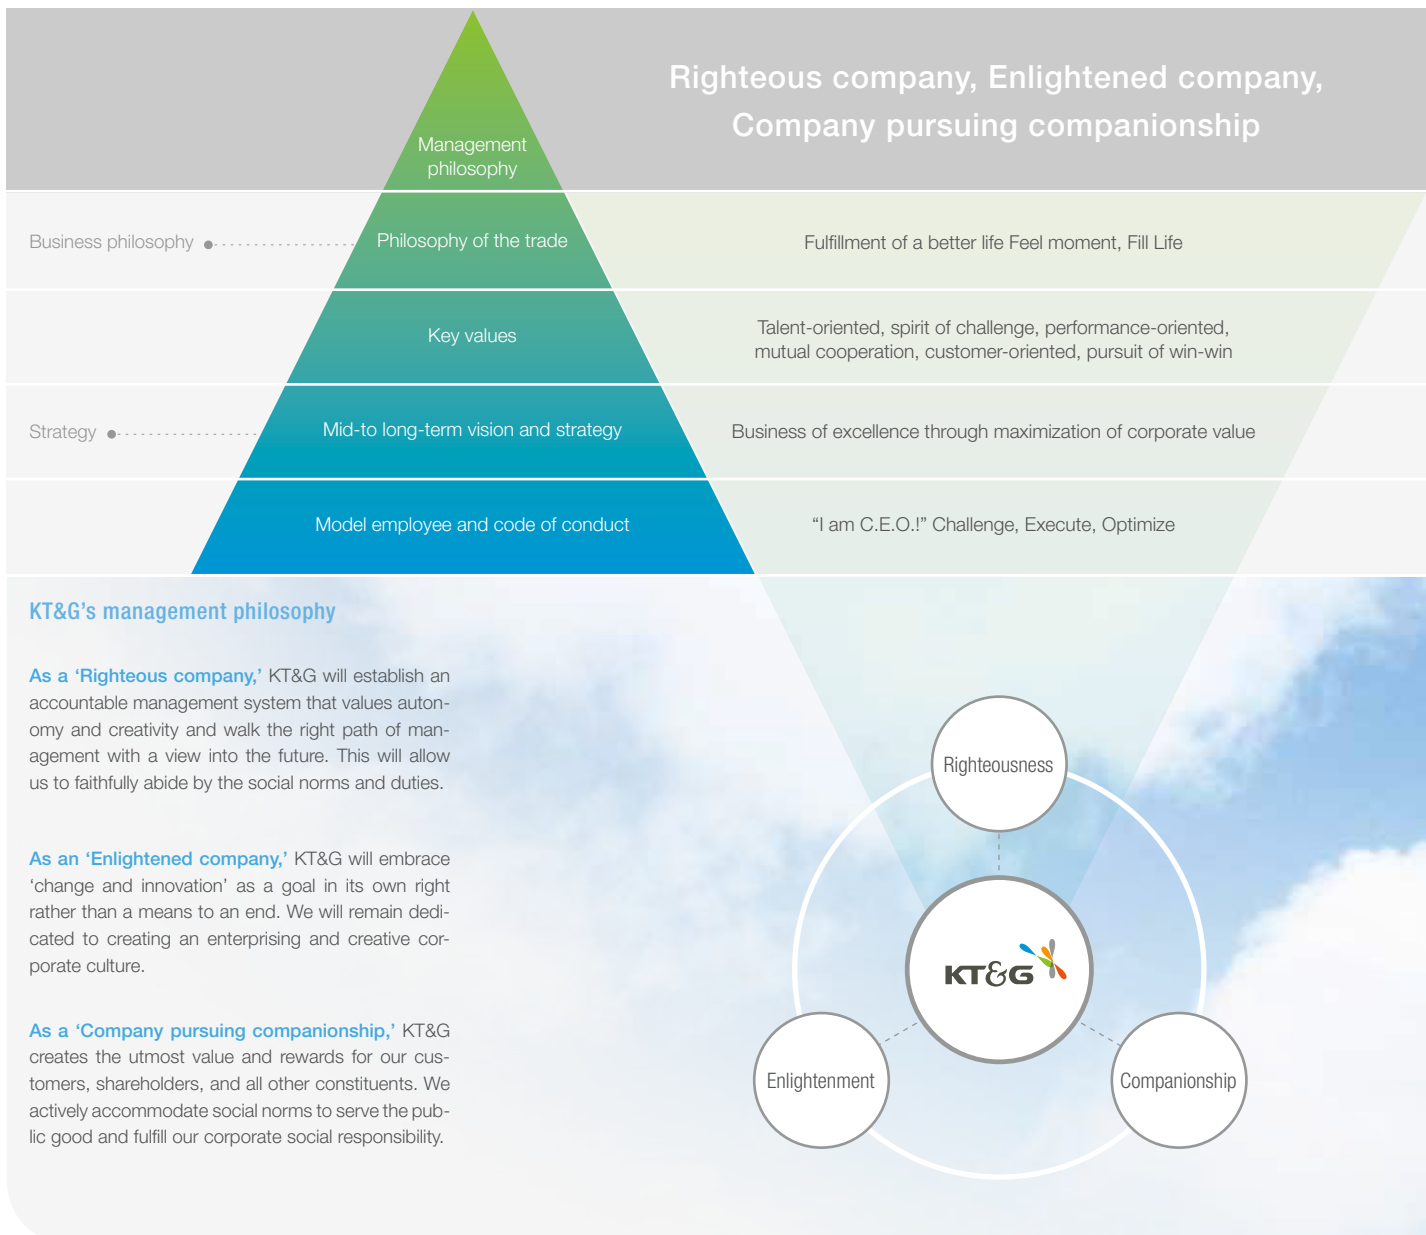 Righteous company, Enlightened company,
Company pursuing companionship
Management
philosophy
Business philosophy
Philosophy of the trade
Fulfillment of a better life Feel moment, Fill Life
Key values
Talent-oriented, spirit of challenge, performance-oriented,
mutual cooperation, customer-oriented, pursuit of win-win
Strategy
Mid-to long-term vision and strategy
Business of excellence through maximization of corporate value
Model employee and code of conduct
“I am C.E.O.!” Challenge, Execute, Optimize
KT&G’s management philosophy
As a ‘Righteous company,’ KT&G will establish an
accountable management system that values auton-
omy and creativity and walk the right path of man-
agement with a view into the future. This will allow
us to faithfully abide by the social norms and duties.
As an ‘Enlightened company,’ KT&G will embrace
‘change and innovation’ as a goal in its own right
rather than a means to an end. We will remain dedi-
cated to creating an enterprising and creative cor-
porate culture.
As a ‘Company pursuing companionship,’ KT&G
creates the utmost value and rewards for our cus-
tomers, shareholders, and all other constituents. We
actively accommodate social norms to serve the pub-
lic good and fulfill our corporate social responsibility.
Righteousness
KT&G
Enlightenment
Companionship